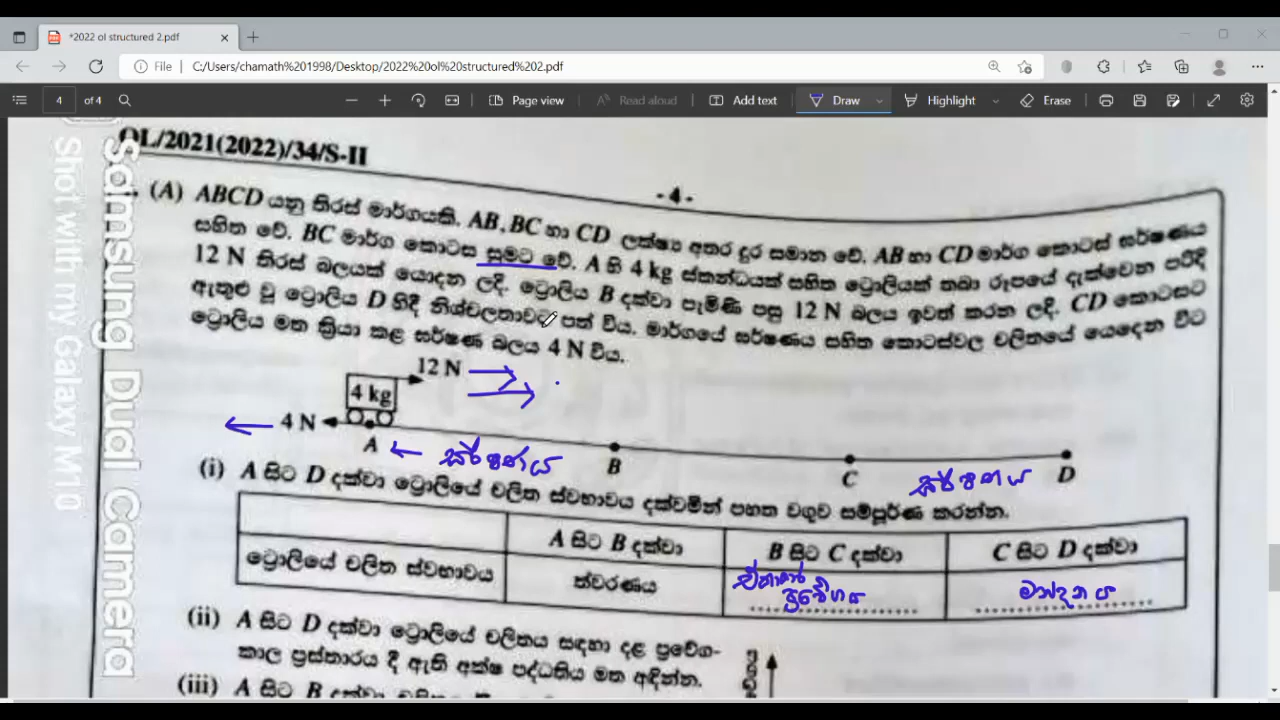 *2022 ol structured 2.pdf
File C:/Users/chamath%201998/Desktop/2022%20ol%20structured%202.pdf
4 of 4 Page view Read aloud Add text Draw Highlight Erase
OL/2021(2022)/34/S-II
- 4 -
(A) ABCD යනු තිරස් මාර්ගයකි. AB, BC හා CD ලක්ෂ්‍ය අතර දුර සමාන වේ. AB හා CD මාර්ග කොටස් ඝර්ෂණය
සහිත වේ. BC මාර්ග කොටස සුමට වේ. A හි 4 kg ස්කන්ධයක් සහිත ට්‍රොලියක් තබා රූපයේ දැක්වෙන පරිදි
12 N තිරස් බලයක් යොදන ලදී. ට්‍රොලිය B දක්වා පැමිණි පසු 12 N බලය ඉවත් කරන ලදී. CD කොටසට
ඇතුළු වූ ට්‍රොලිය D හිදී නිශ්චලතාවට පත් විය. මාර්ගයේ ඝර්ෂණය සහිත කොටස්වල චලිතයේ යෙදෙන විට
ට්‍රොලිය මත ක්‍රියා කළ ඝර්ෂණ බලය 4 N විය.
12 N
4 kg
4 N
A ඝර්ෂණය B C ඝර්ෂණය D
(i) A සිට D දක්වා ට්‍රොලියේ චලිත ස්වභාවය දක්වමින් පහත වගුව සම්පූර්ණ කරන්න.
A සිට B දක්වා B සිට C දක්වා C සිට D දක්වා
ට්‍රොලියේ චලිත ස්වභාවය ත්වරණය ඒකාකාර ප්‍රවේගය මන්දනය
(ii) A සිට D දක්වා ට්‍රොලියේ චලිතය සඳහා දළ ප්‍රවේග-
කාල ප්‍රස්තාරය දී ඇති අක්ෂ පද්ධතිය මත අඳින්න.
(iii) A සිට B දක්වා
Samsung Dual Camera
Shot with my Galaxy M10